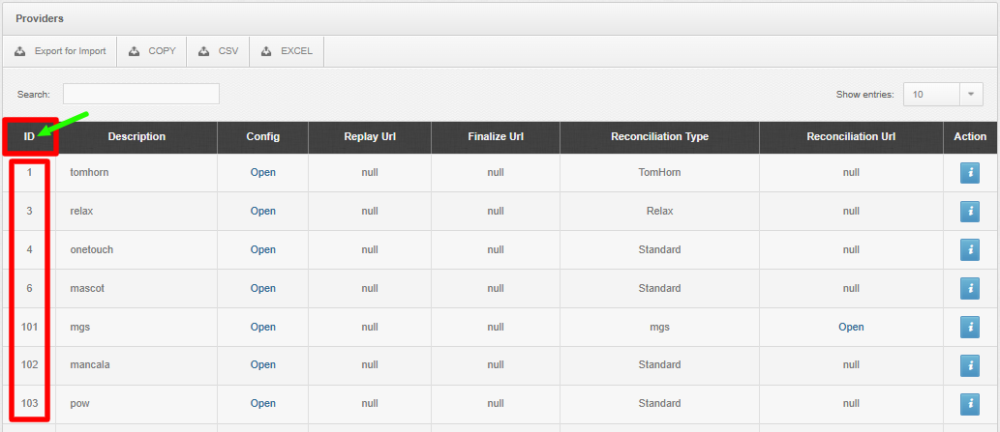 Providers
Export for Import COPY CSV EXCEL
Search: Show entries: 10
ID Description Config Replay Url Finalize Url Reconciliation Type Reconciliation Url Action
1 tomhorn Open null null TomHorn null i
3 relax Open null null Relax null i
4 onetouch Open null null Standard null i
6 mascot Open null null Standard null i
101 mgs Open null null mgs Open i
102 mancala Open null null Standard null i
103 pow Open null null Standard null i